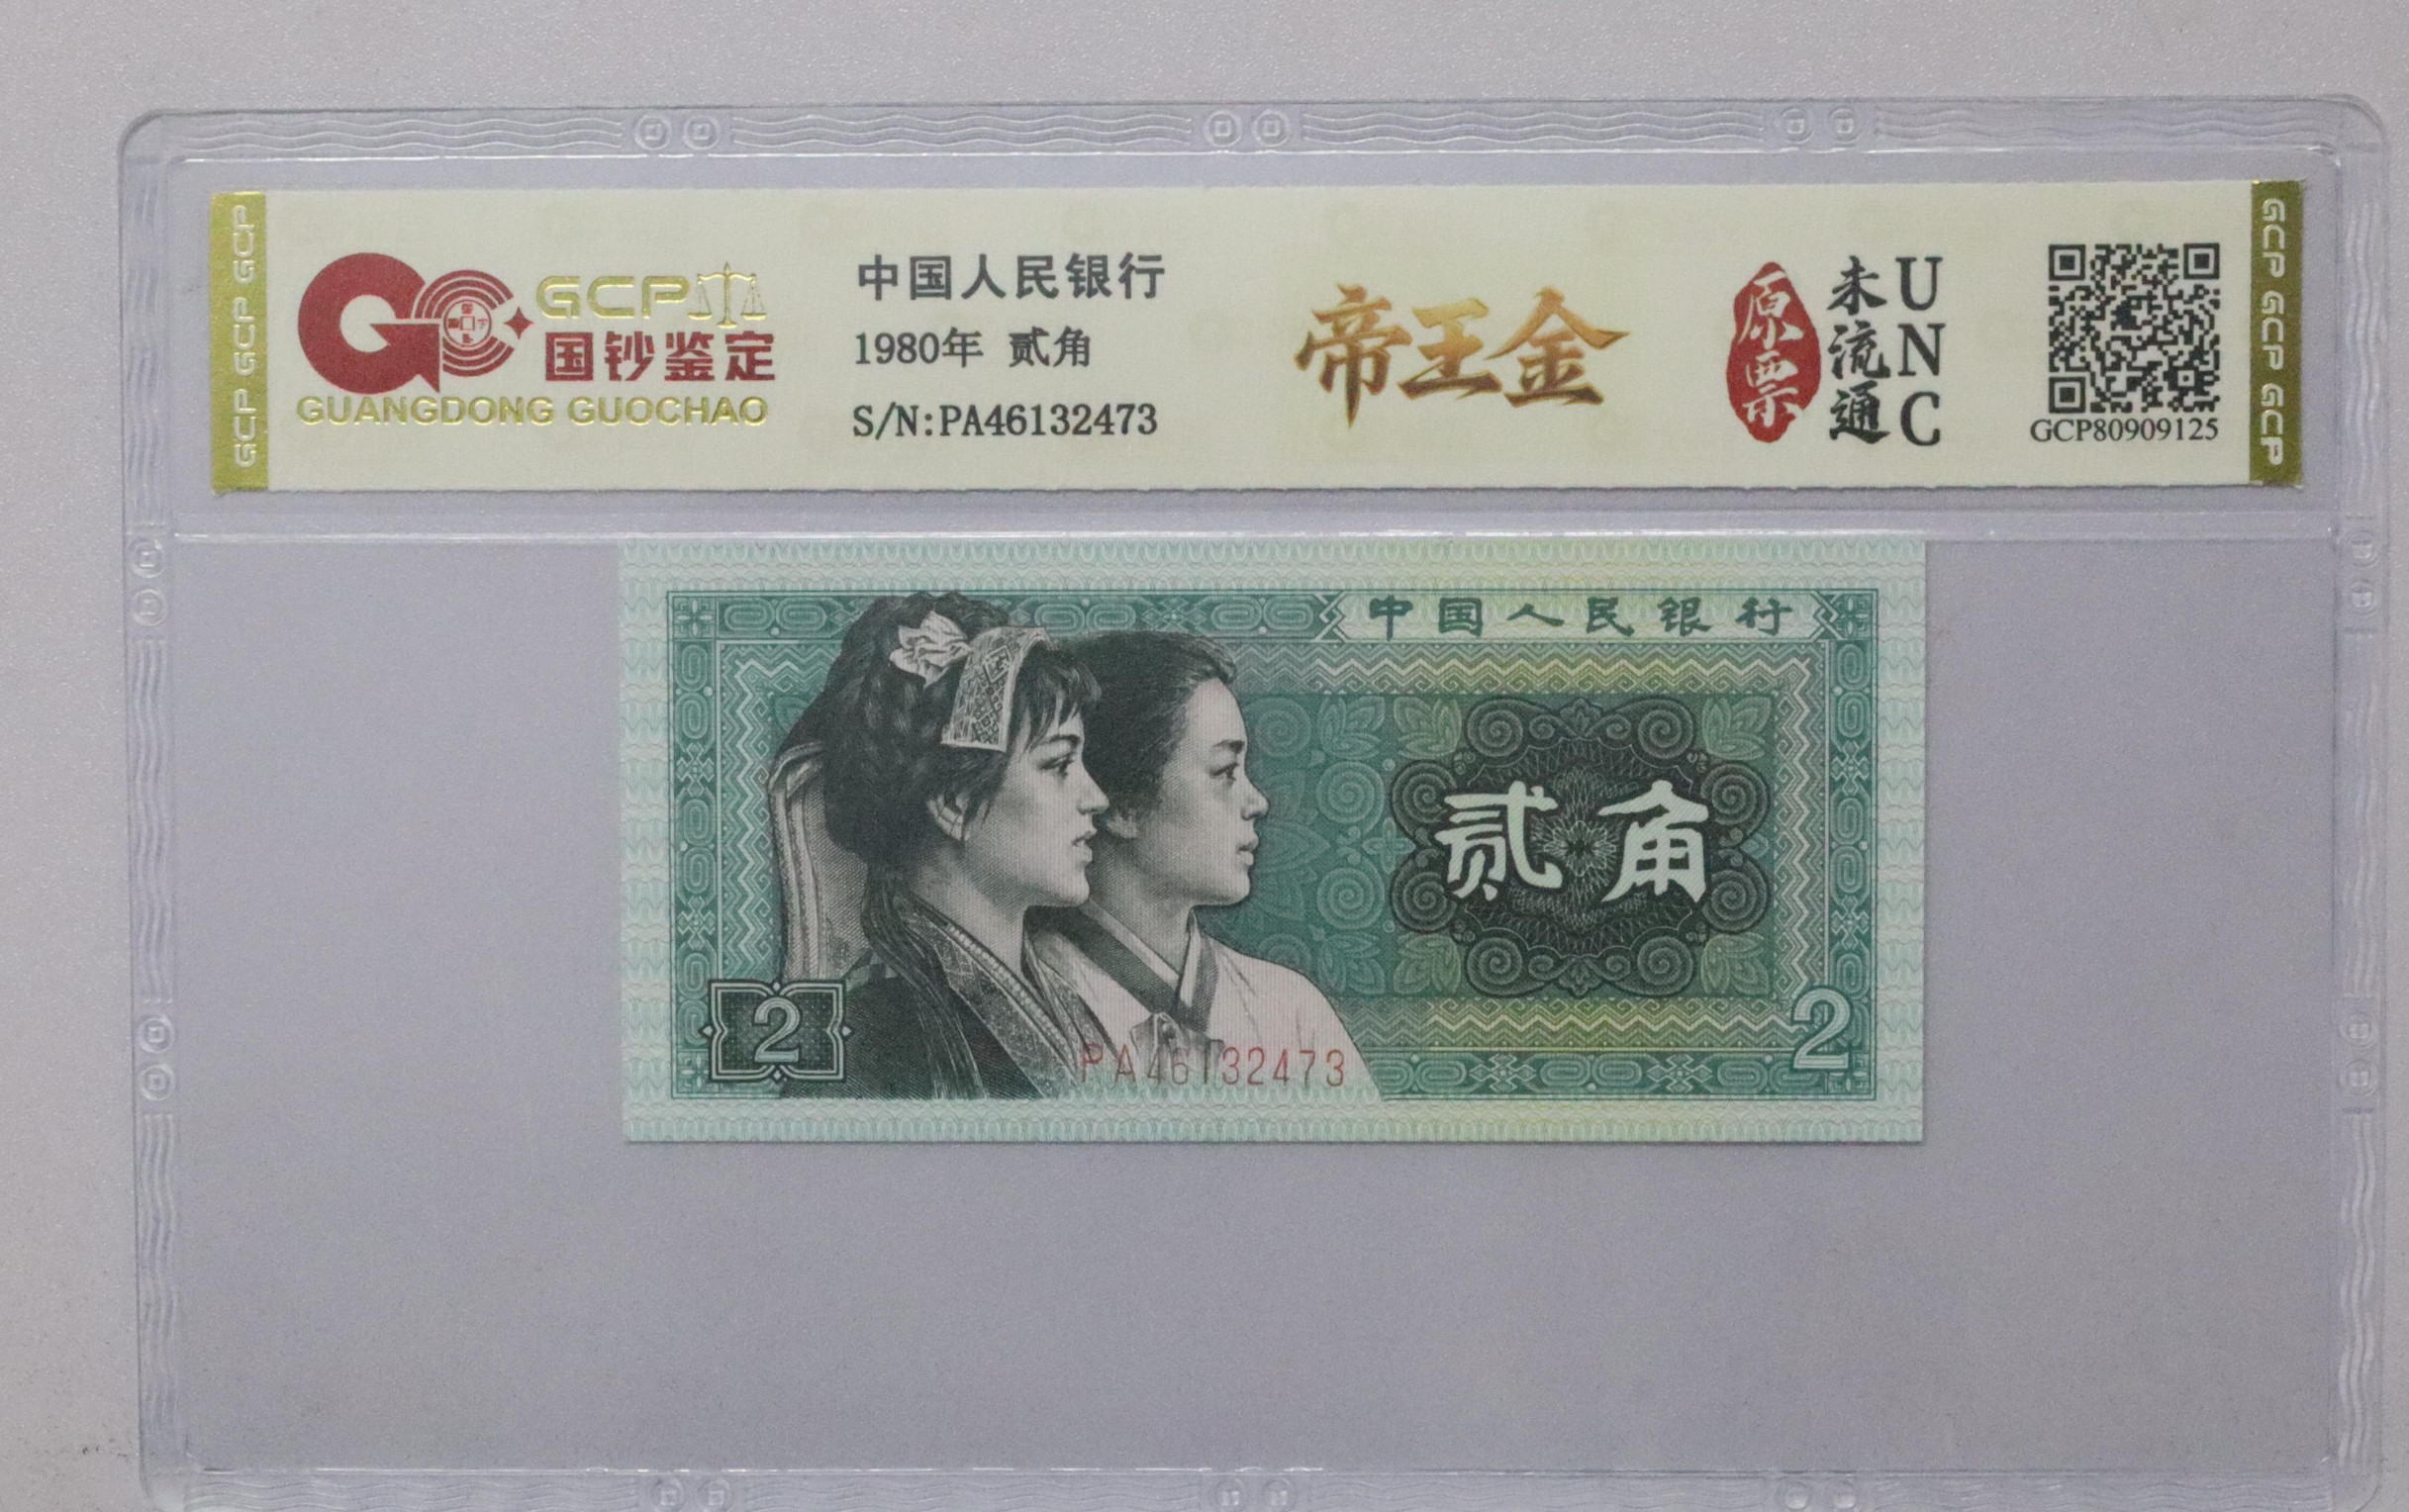 GCP GCP GCP
GCP
国钞鉴定
GUANGDONG GUOCHAO
中国人民银行
1980年 贰角
S/N:PA46132473
帝王金
原票
未流通
UNC
GCP80909125
GCP GCP GCP
中国人民银行
贰角
2
2
PA46132473